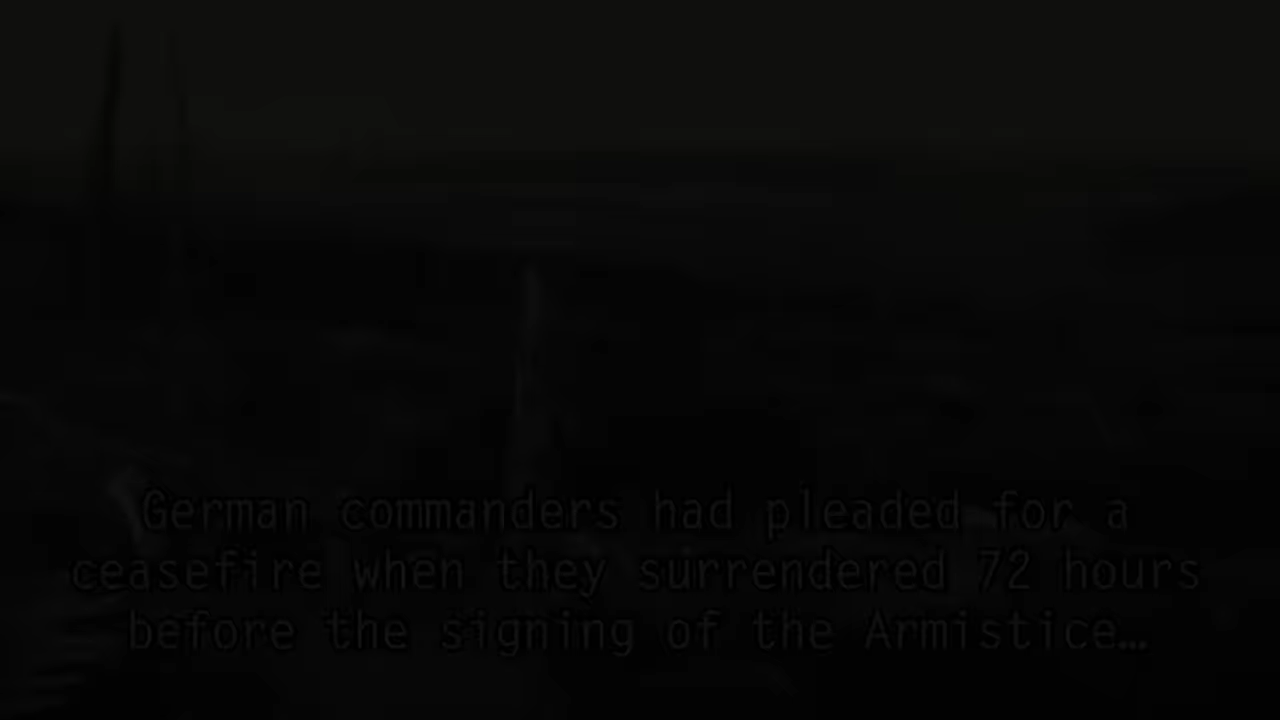 German commanders had pleaded for a
ceasefire when they surrendered 72 hours
before the signing of the Armistice…